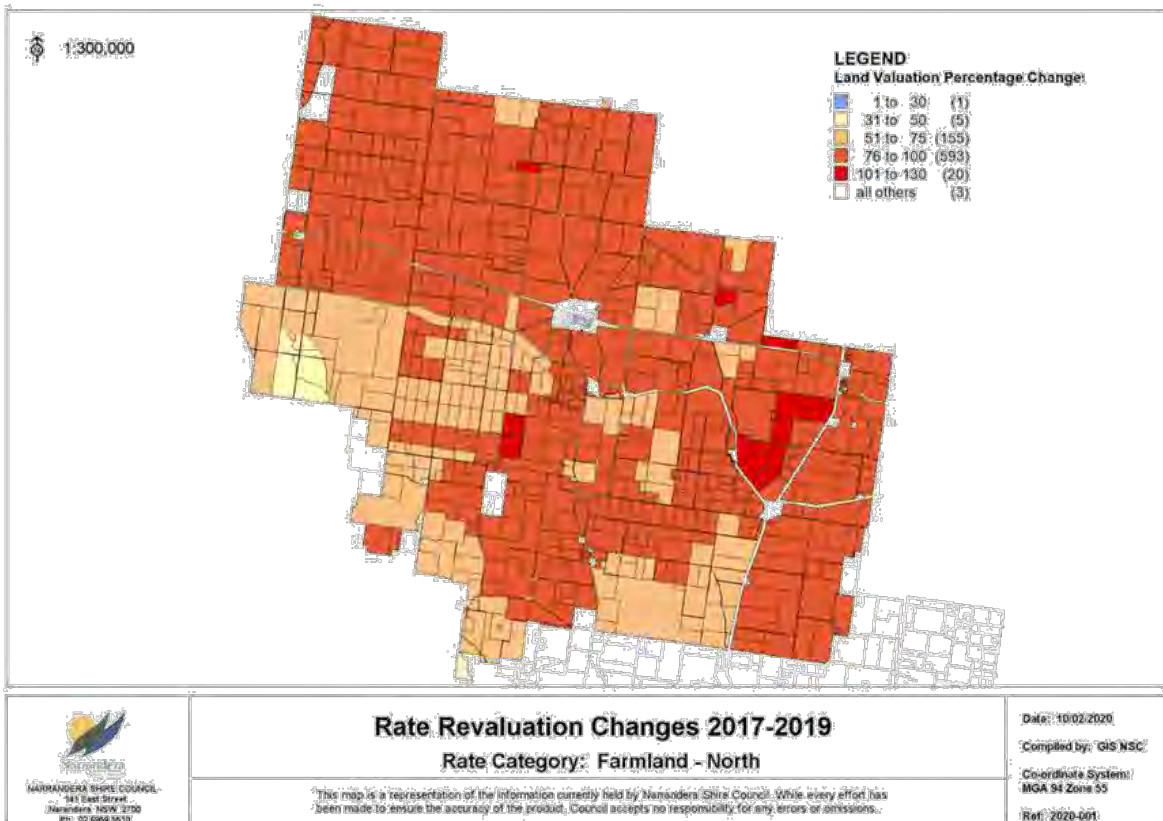 1:300,000
LEGEND
Land Valuation Percentage Change
1 to 30 (1)
31 to 50 (5)
51 to 75 (155)
76 to 100 (593)
101 to 130 (20)
all others (3)
Narrandera
NARRANDERA SHIRE COUNCIL
141 East Street
Narrandera NSW 2700
Rate Revaluation Changes 2017-2019
Rate Category: Farmland - North
This map is a representation of the information currently held by Narrandera Shire Council. While every effort has
been made to ensure the accuracy of the product, Council accepts no responsibility for any errors or omissions.
Date: 10/02/2020
Compiled by: GIS NSC
Co-ordinate System:
MGA 94 Zone 55
Ref: 2020-001